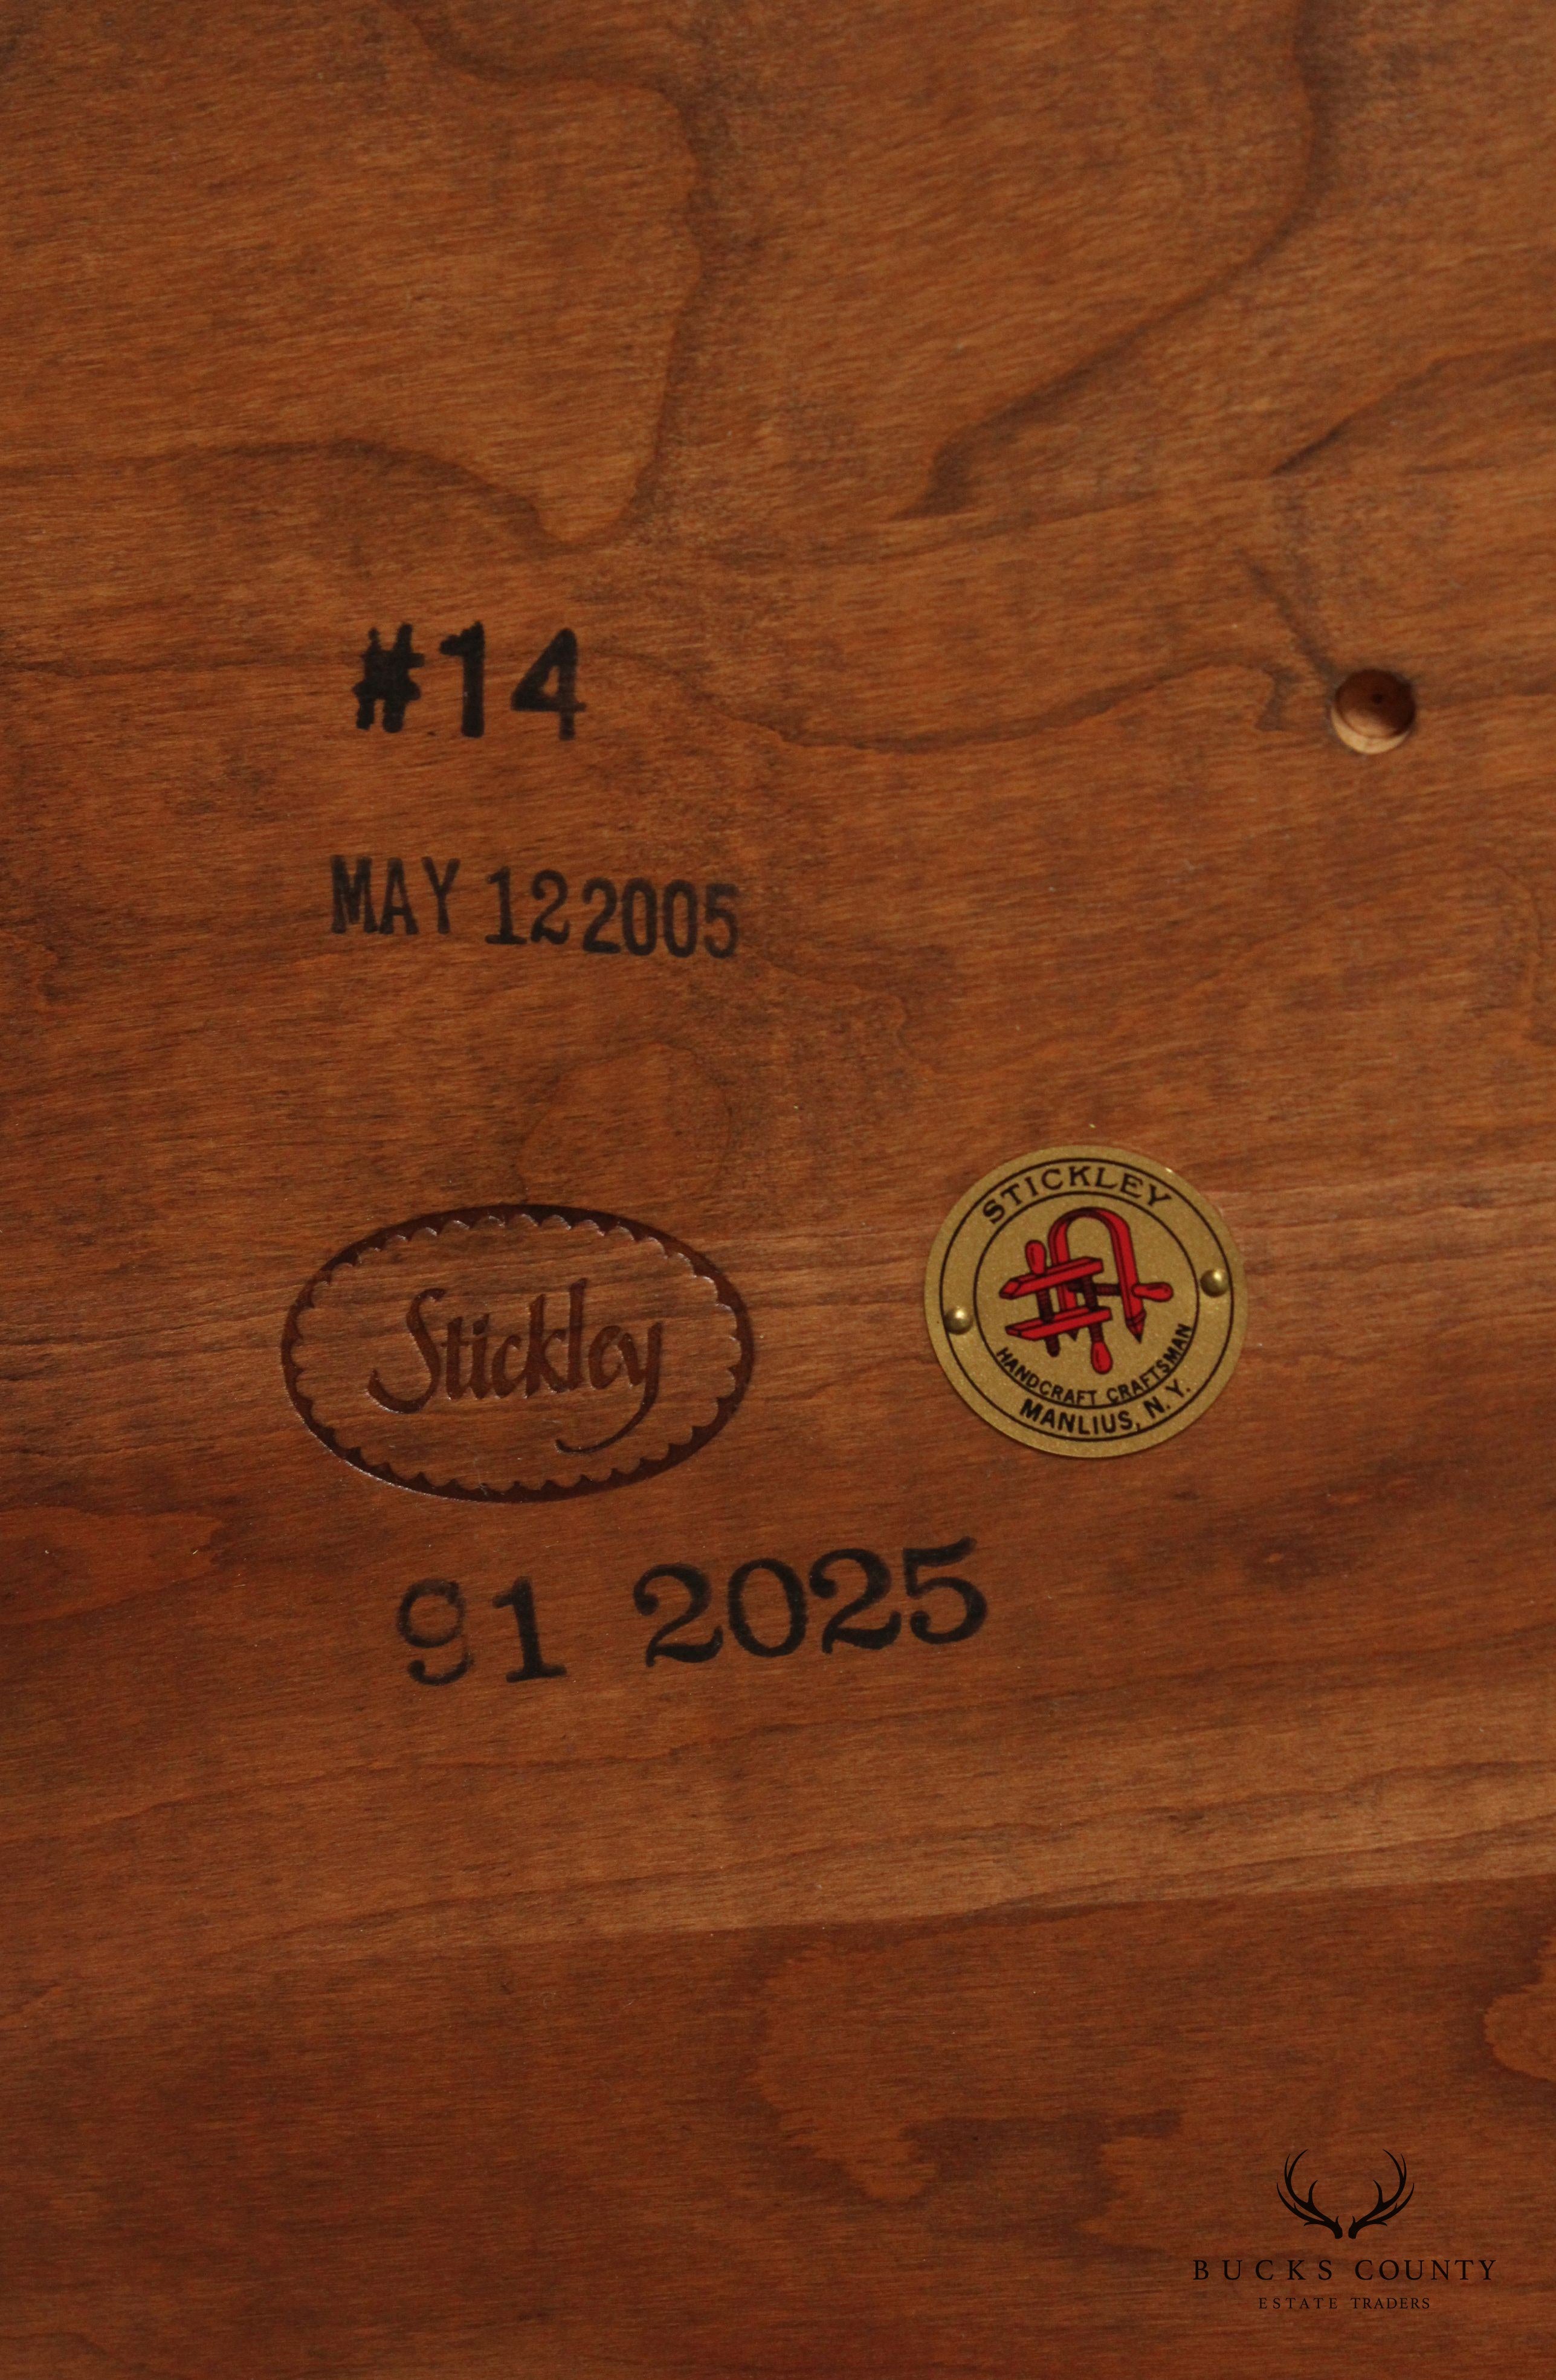 #14
MAY 12 2005
Stickley
STICKLEY
HANDCRAFT CRAFTSMAN
MANLIUS, N.Y.
91 2025
BUCKS COUNTY
ESTATE TRADERS